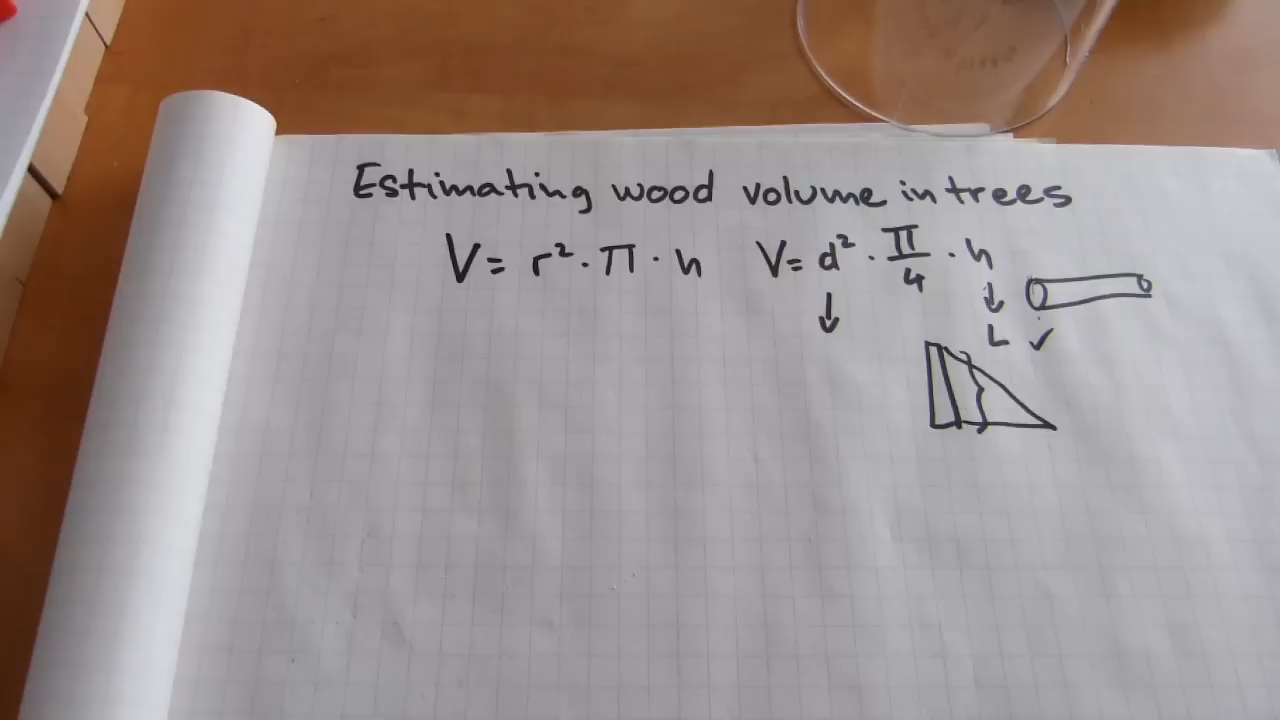 Estimating wood volume in trees
V = r² · π · h V = d² · π/4 · h
↓ ↓
L ✓